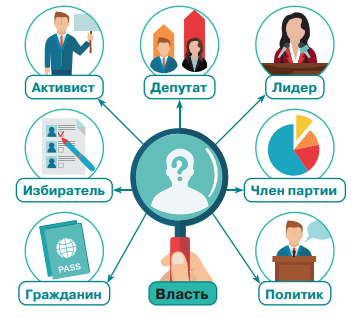 Активист
Депутат
Лидер
Избиратель
?
Член партии
PASS
Гражданин
Власть
Политик